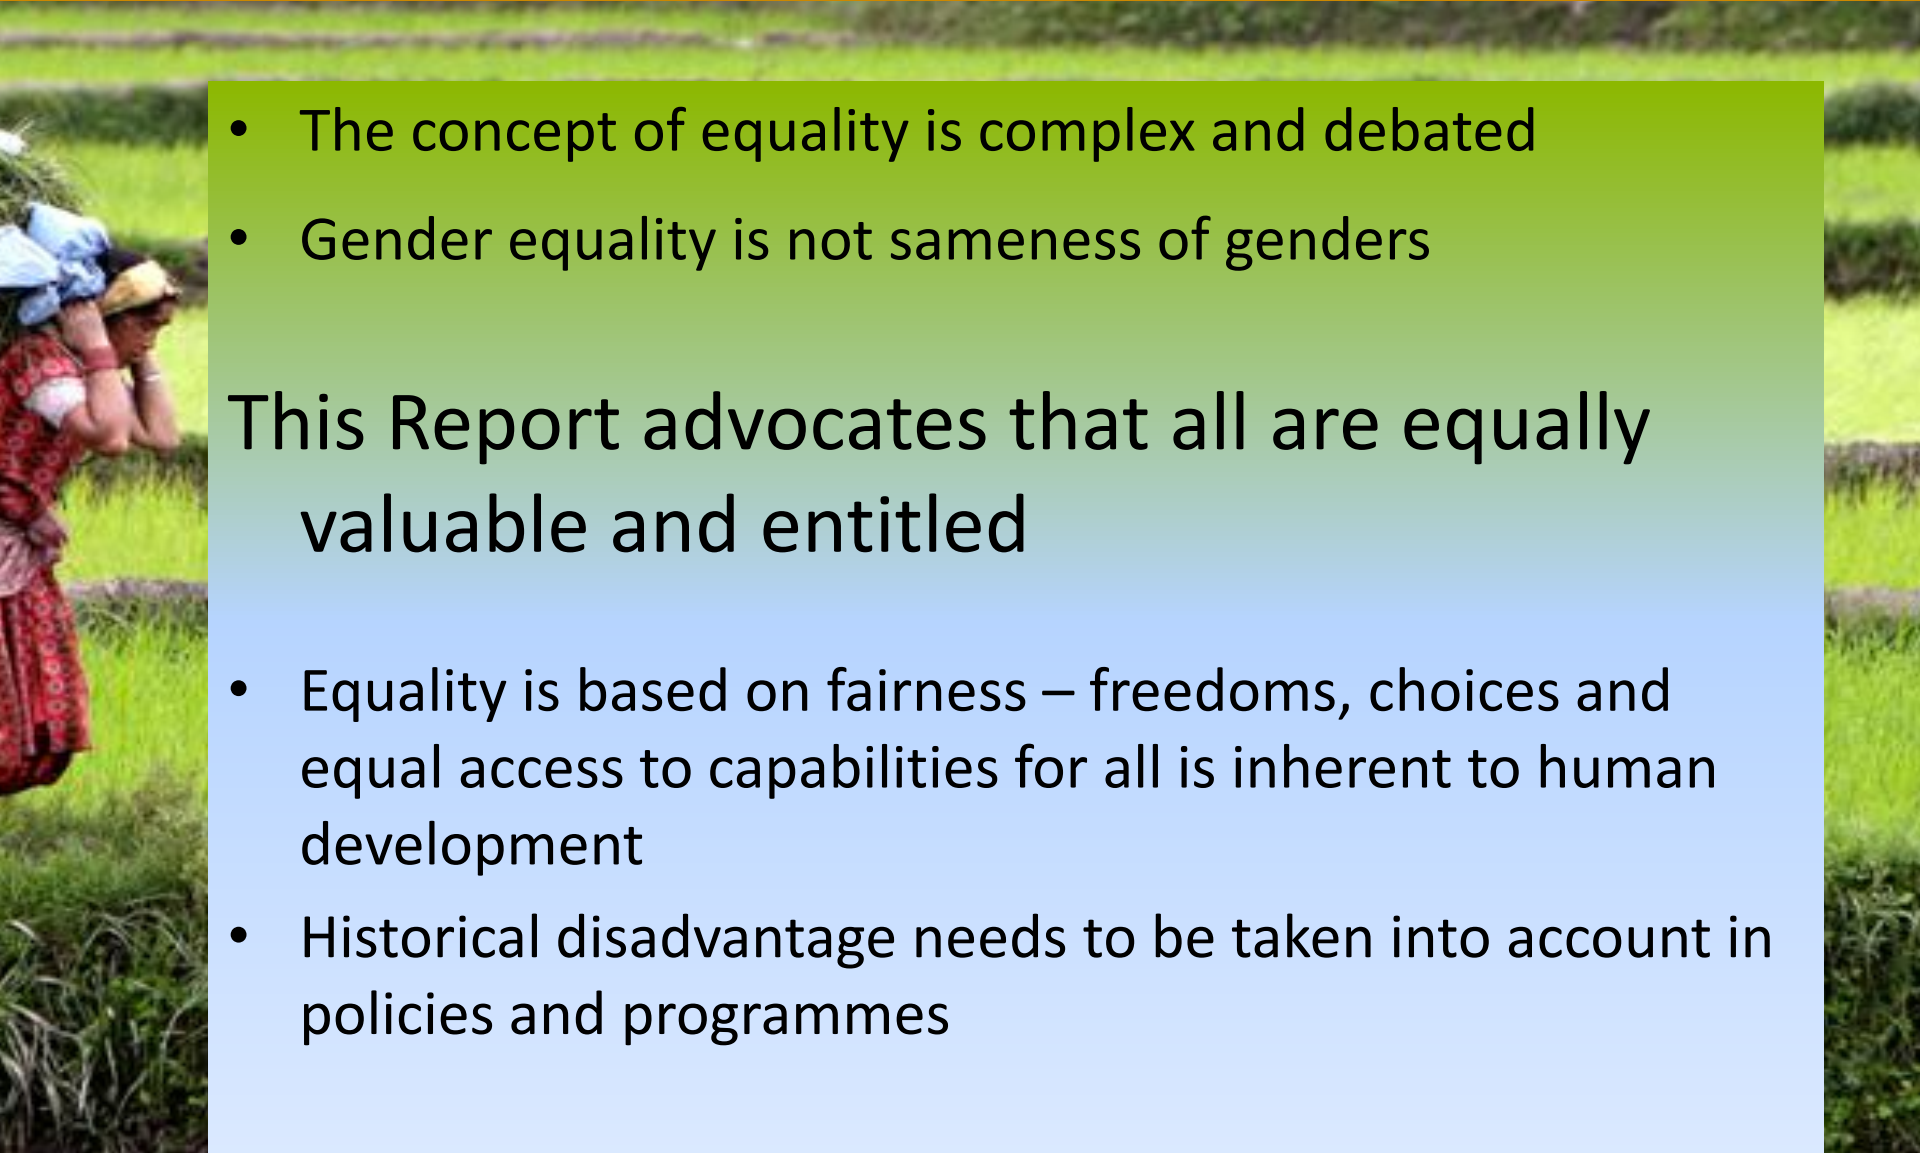 • The concept of equality is complex and debated
• Gender equality is not sameness of genders
This Report advocates that all are equally
valuable and entitled
• Equality is based on fairness – freedoms, choices and
equal access to capabilities for all is inherent to human
development
• Historical disadvantage needs to be taken into account in
policies and programmes